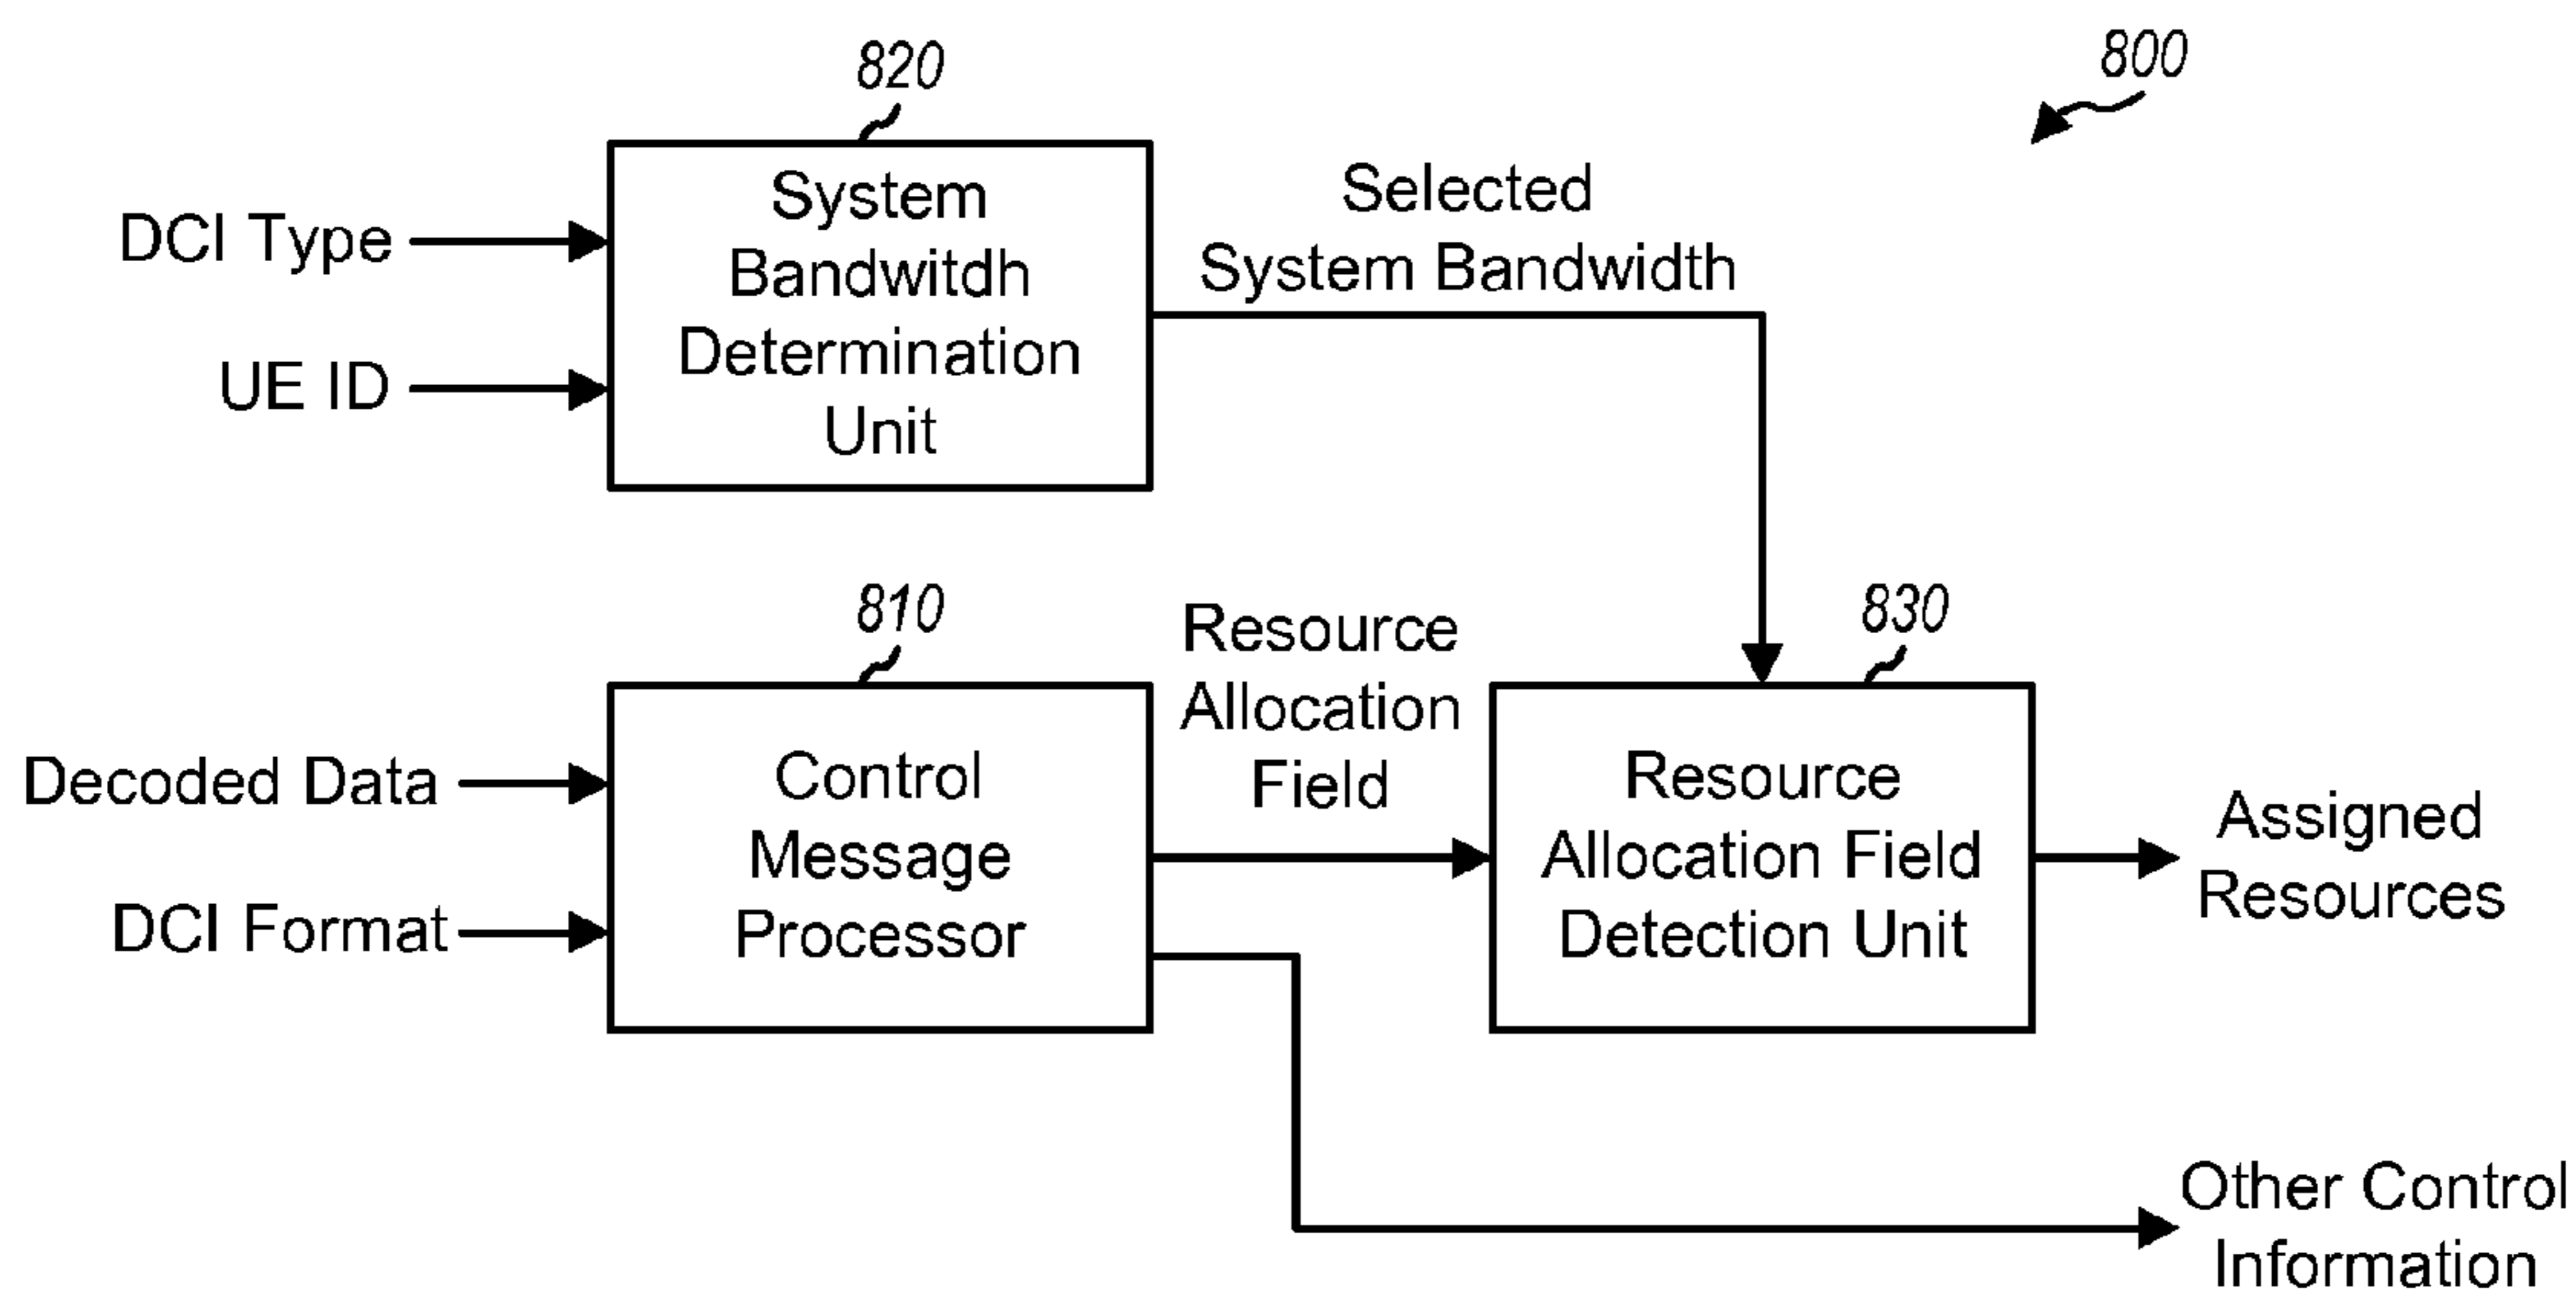 800
820
DCI Type
UE ID
System
Bandwitdh
Determination
Unit
Selected
System Bandwidth
810
Decoded Data
DCI Format
Control
Message
Processor
Resource
Allocation
Field
830
Resource
Allocation Field
Detection Unit
Assigned
Resources
Other Control
Information